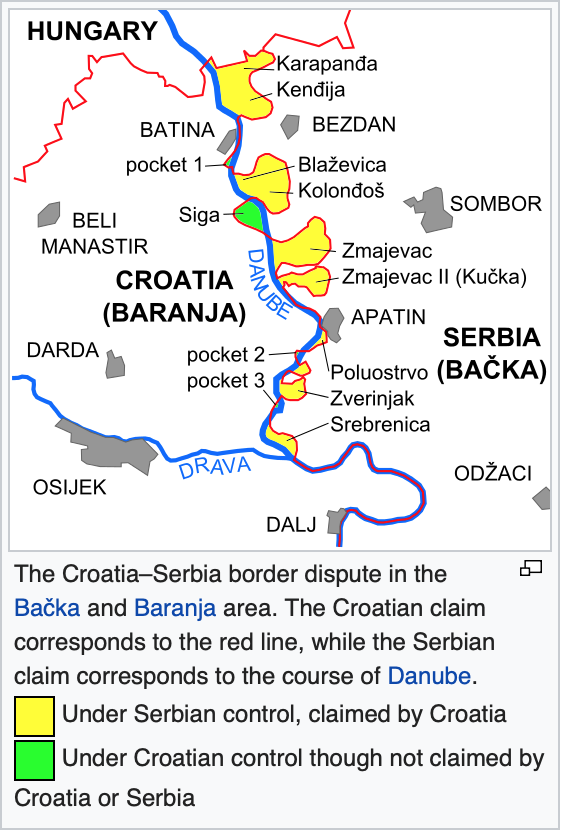 HUNGARY
Karapanđa
Kenđija
BATINA
BEZDAN
pocket 1
Blaževica
Kolonđoš
SOMBOR
Siga
BELI
MANASTIR
Zmajevac
DANUBE
Zmajevac II (Kučka)
CROATIA
(BARANJA)
APATIN
SERBIA
(BAČKA)
DARDA
pocket 2
Poluostrvo
pocket 3
Zverinjak
Srebrenica
DRAVA
OSIJEK
ODŽACI
DALJ
The Croatia–Serbia border dispute in the
Bačka and Baranja area. The Croatian claim
corresponds to the red line, while the Serbian
claim corresponds to the course of Danube.
Under Serbian control, claimed by Croatia
Under Croatian control though not claimed by
Croatia or Serbia